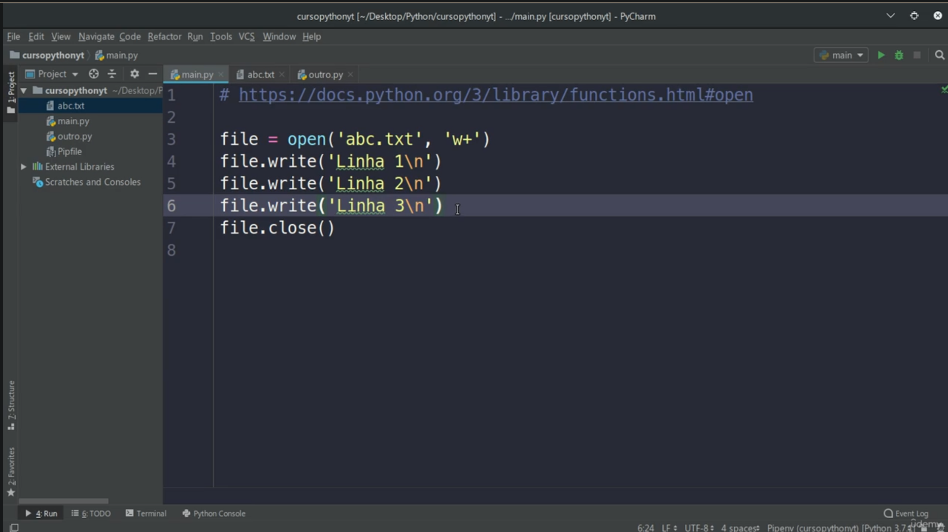 cursopythonyt [~/Desktop/Python/cursopythonyt] - .../main.py [cursopythonyt] - PyCharm
File Edit View Navigate Code Refactor Run Tools VCS Window Help
cursopythonyt main.py main
1: Project
Project
main.py abc.txt outro.py
cursopythonyt ~/Desktop/P
abc.txt
main.py
outro.py
Pipfile
External Libraries
Scratches and Consoles
1 # https://docs.python.org/3/library/functions.html#open
2
3 file = open('abc.txt', 'w+')
4 file.write('Linha 1\n')
5 file.write('Linha 2\n')
6 file.write('Linha 3\n')
7 file.close()
8
7: Structure
2: Favorites
4: Run 6: TODO Terminal Python Console Event Log
6:24 LF UTF-8 4 spaces Pipenv (cursopythonyt) [Python 3.7
Udemy